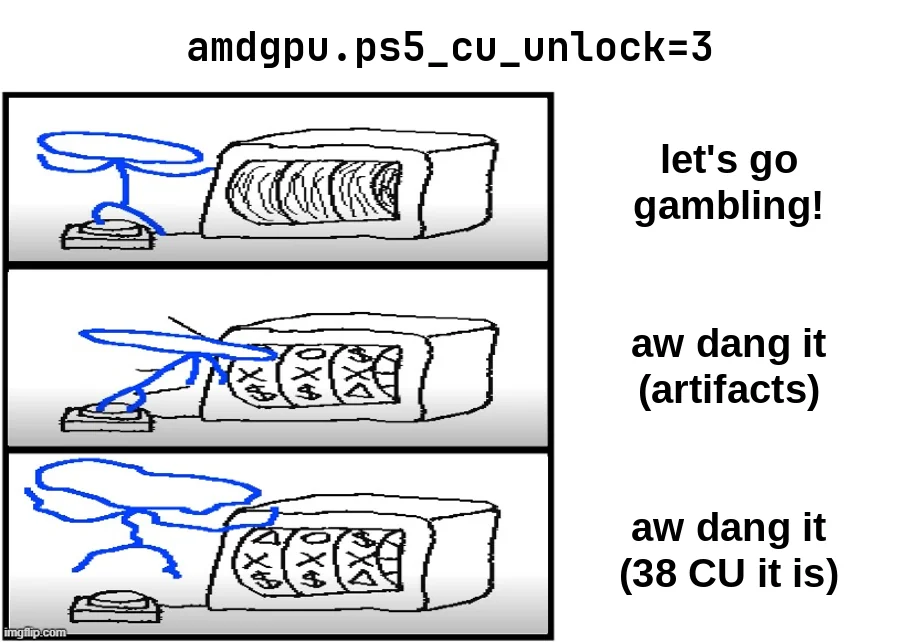 amdgpu.ps5_cu_unlock=3
let's go
gambling!
aw dang it
(artifacts)
aw dang it
(38 CU it is)
imgflip.com